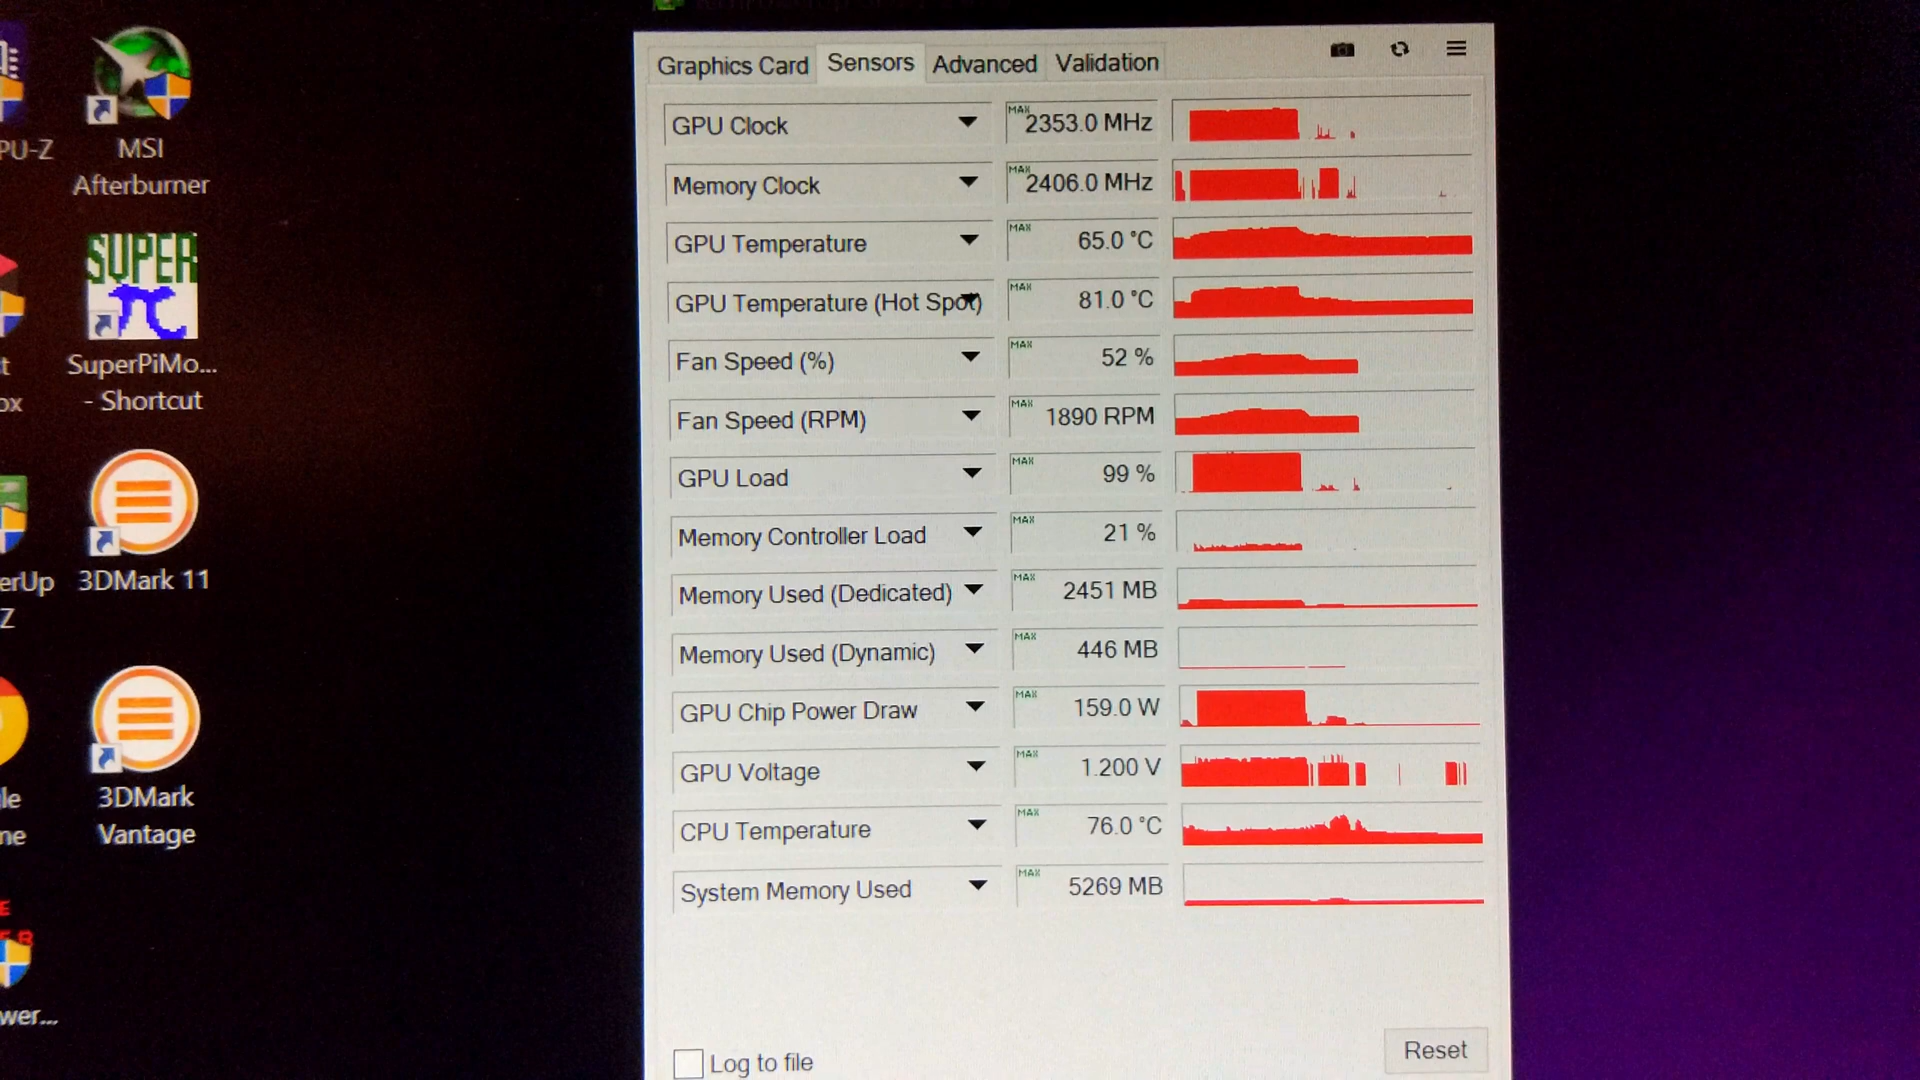 PU-Z
MSI
Afterburner
SUPER
π
SuperPiMo...
- Shortcut
t
ox
erUp
Z
3DMark 11
le
me
3DMark
Vantage
wer...
Graphics Card Sensors Advanced Validation
GPU Clock MAX 2353.0 MHz
Memory Clock MAX 2406.0 MHz
GPU Temperature MAX 65.0 °C
GPU Temperature (Hot Spot) MAX 81.0 °C
Fan Speed (%) MAX 52 %
Fan Speed (RPM) MAX 1890 RPM
GPU Load MAX 99 %
Memory Controller Load MAX 21 %
Memory Used (Dedicated) MAX 2451 MB
Memory Used (Dynamic) MAX 446 MB
GPU Chip Power Draw MAX 159.0 W
GPU Voltage MAX 1.200 V
CPU Temperature MAX 76.0 °C
System Memory Used MAX 5269 MB
Log to file
Reset